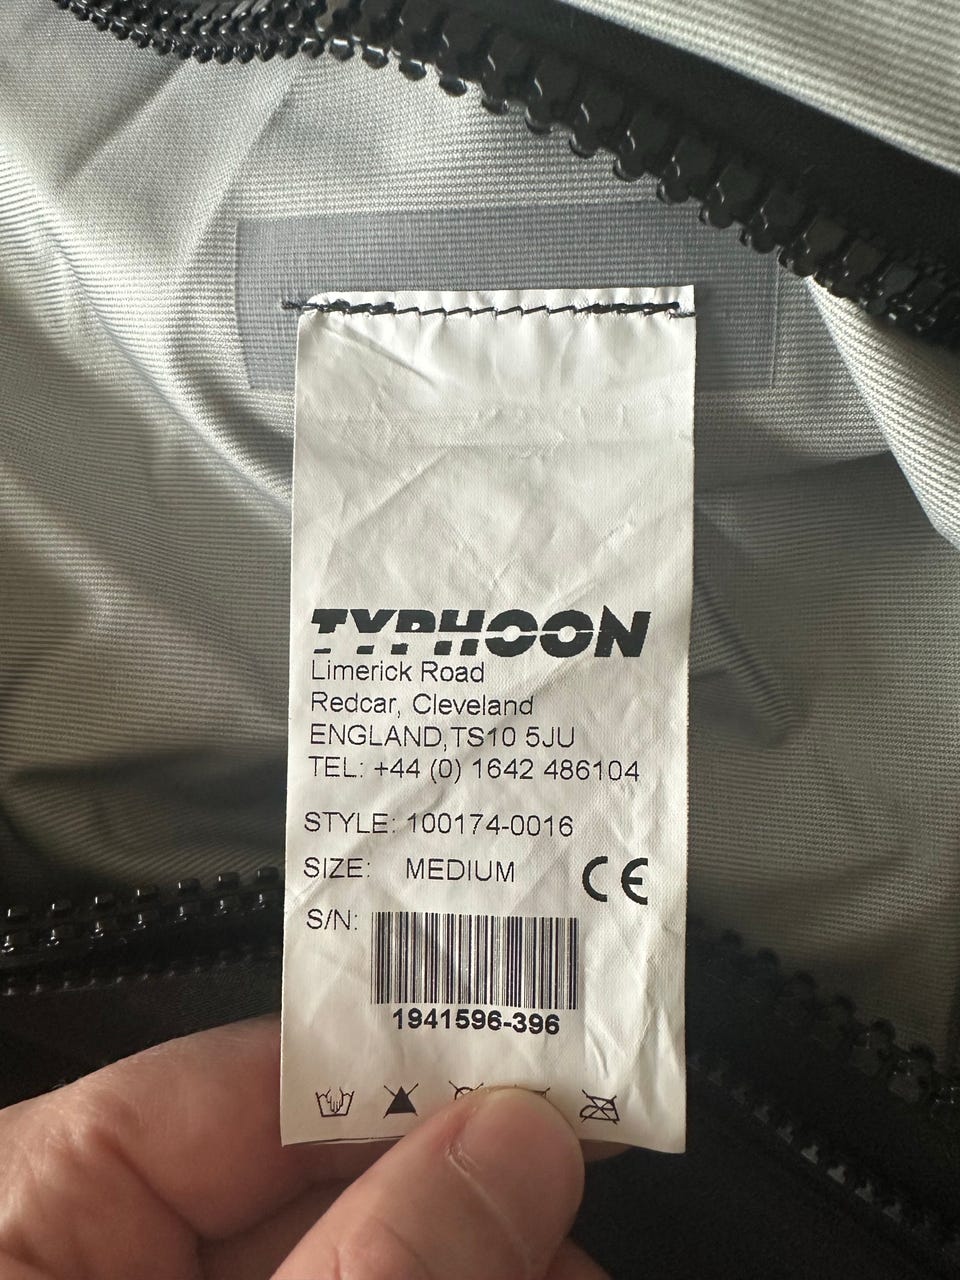 TYPHOON
Limerick Road
Redcar, Cleveland
ENGLAND,TS10 5JU
TEL: +44 (0) 1642 486104
STYLE: 100174-0016
SIZE: MEDIUM CE
S/N:
1941596-396